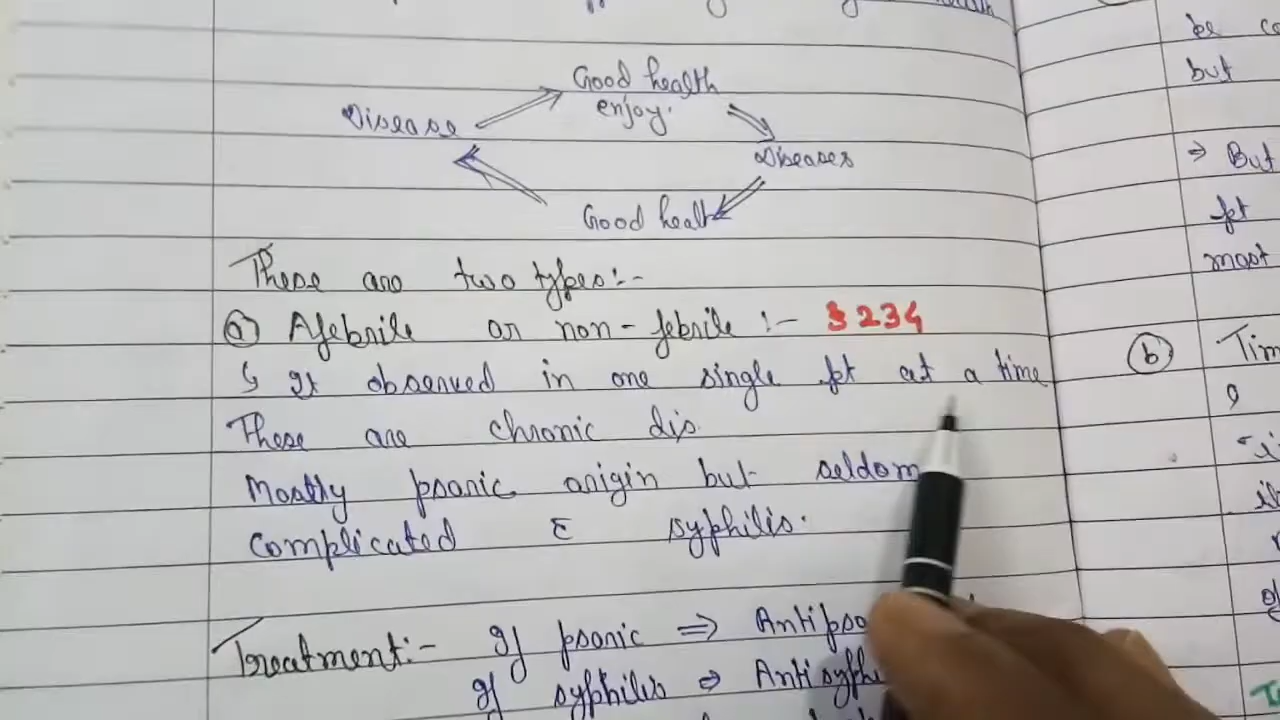 Good health
enjoy.
Disease
Diseases
Good health
These are two types:-
(a) Afebrile or non-febrile :- § 234
↳ It observed in one single pt at a time
These are chronic dis.
Mostly psoric origin but seldom
complicated c̄ syphilis.
Treatment:- If psoric ⇒ Antipso
If syphilis ⇒ Antisyphi
be co
but
⇒ But
pt
most
(b) Tim